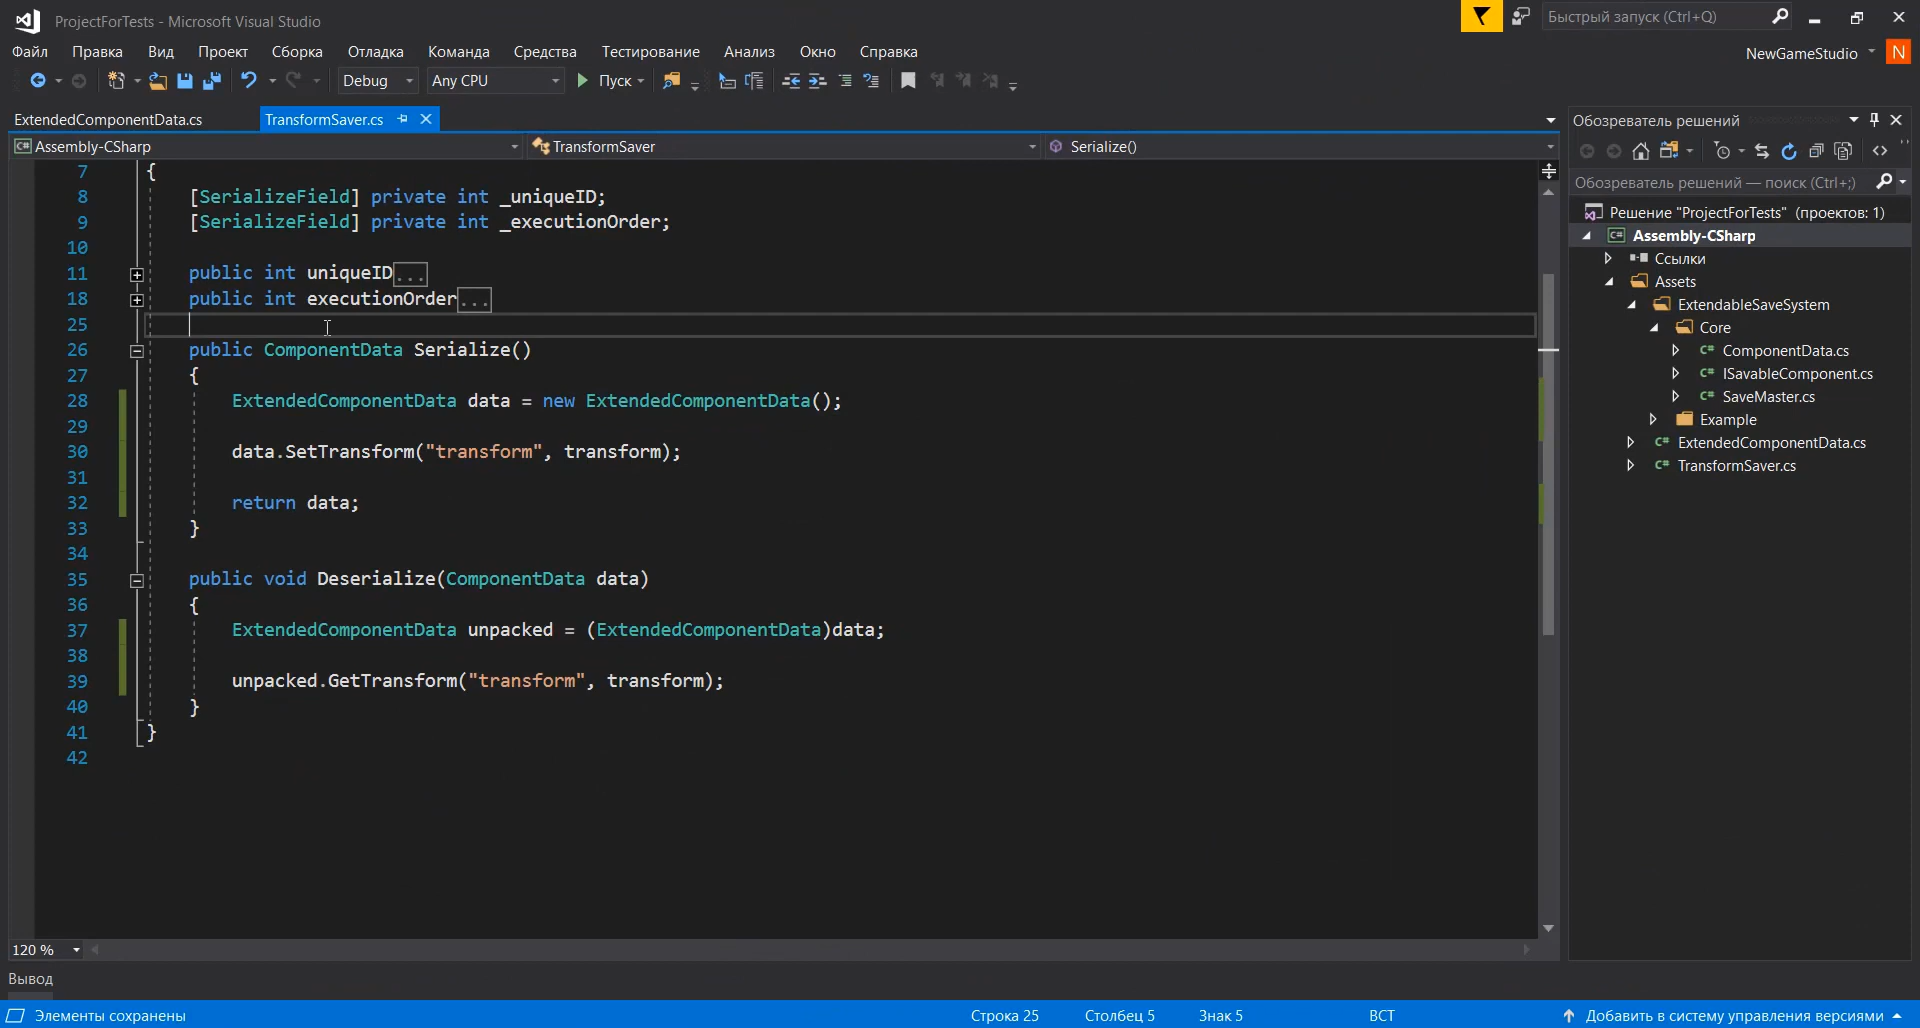 ProjectForTests - Microsoft Visual Studio
Быстрый запуск (Ctrl+Q)
Файл Правка Вид Проект Сборка Отладка Команда Средства Тестирование Анализ Окно Справка
NewGameStudio N
Debug Any CPU Пуск
ExtendedComponentData.cs TransformSaver.cs
Assembly-CSharp TransformSaver Serialize()
7 {
8 [SerializeField] private int _uniqueID;
9 [SerializeField] private int _executionOrder;
10
11 public int uniqueID...
18 public int executionOrder...
25
26 public ComponentData Serialize()
27 {
28 ExtendedComponentData data = new ExtendedComponentData();
29
30 data.SetTransform("transform", transform);
31
32 return data;
33 }
34
35 public void Deserialize(ComponentData data)
36 {
37 ExtendedComponentData unpacked = (ExtendedComponentData)data;
38
39 unpacked.GetTransform("transform", transform);
40 }
41 }
42
120 %
Обозреватель решений
Обозреватель решений — поиск (Ctrl+;)
Решение "ProjectForTests" (проектов: 1)
C# Assembly-CSharp
Ссылки
Assets
ExtendableSaveSystem
Core
C# ComponentData.cs
C# ISavableComponent.cs
C# SaveMaster.cs
Example
C# ExtendedComponentData.cs
C# TransformSaver.cs
Вывод
Элементы сохранены Строка 25 Столбец 5 Знак 5 ВСТ Добавить в систему управления версиями